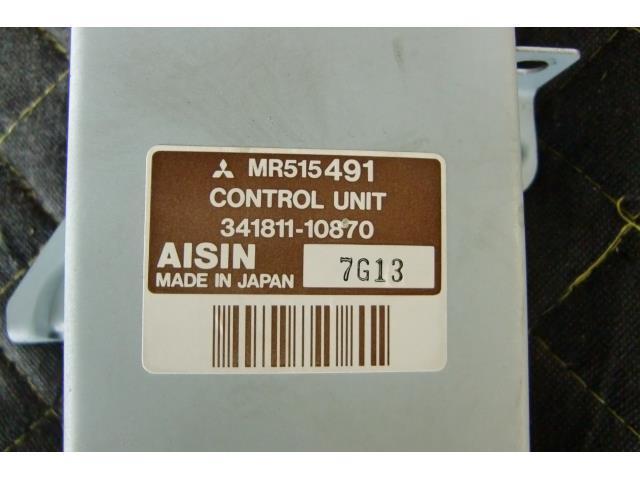 MR515491
CONTROL UNIT
341811-10870
AISIN
MADE IN JAPAN
7G13